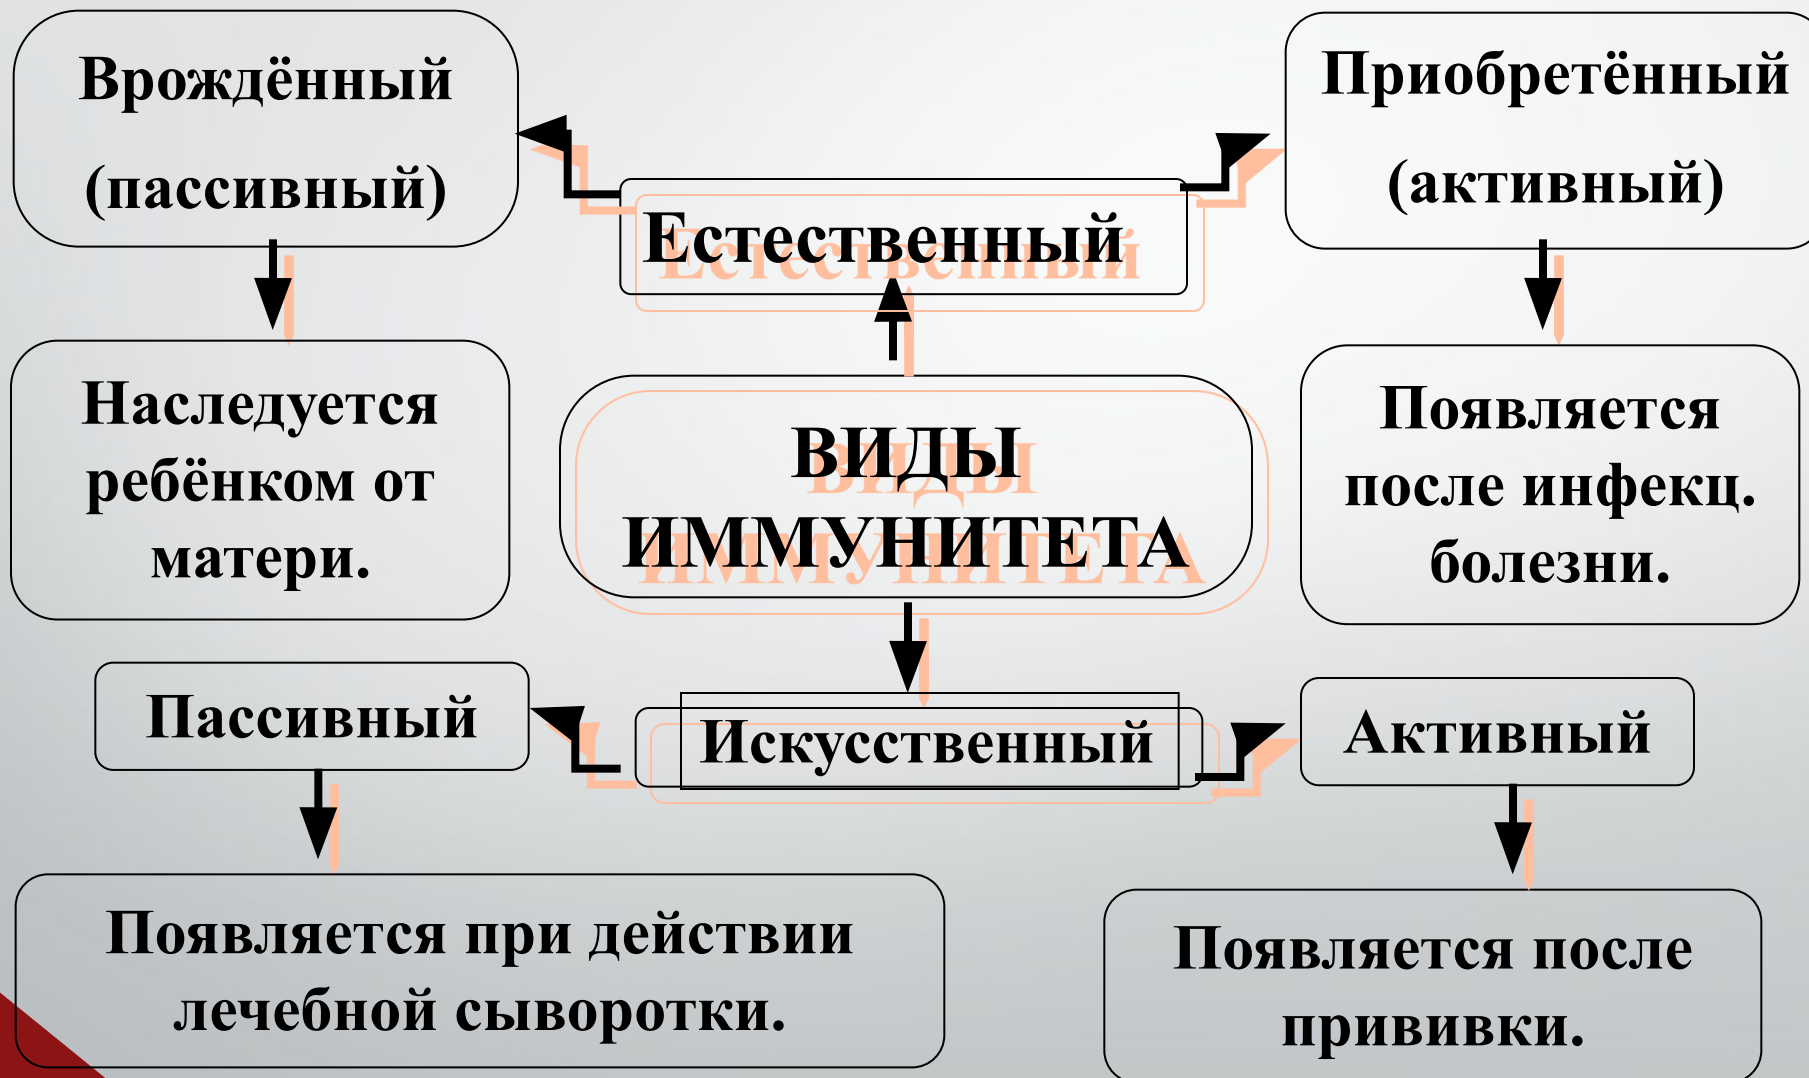 Врождённый
(пассивный)
Приобретённый
(активный)
Естественный
Наследуется
ребёнком от
матери.
ВИДЫ
ИММУНИТЕТА
Появляется
после инфекц.
болезни.
Пассивный
Искусственный
Активный
Появляется при действии
лечебной сыворотки.
Появляется после
прививки.